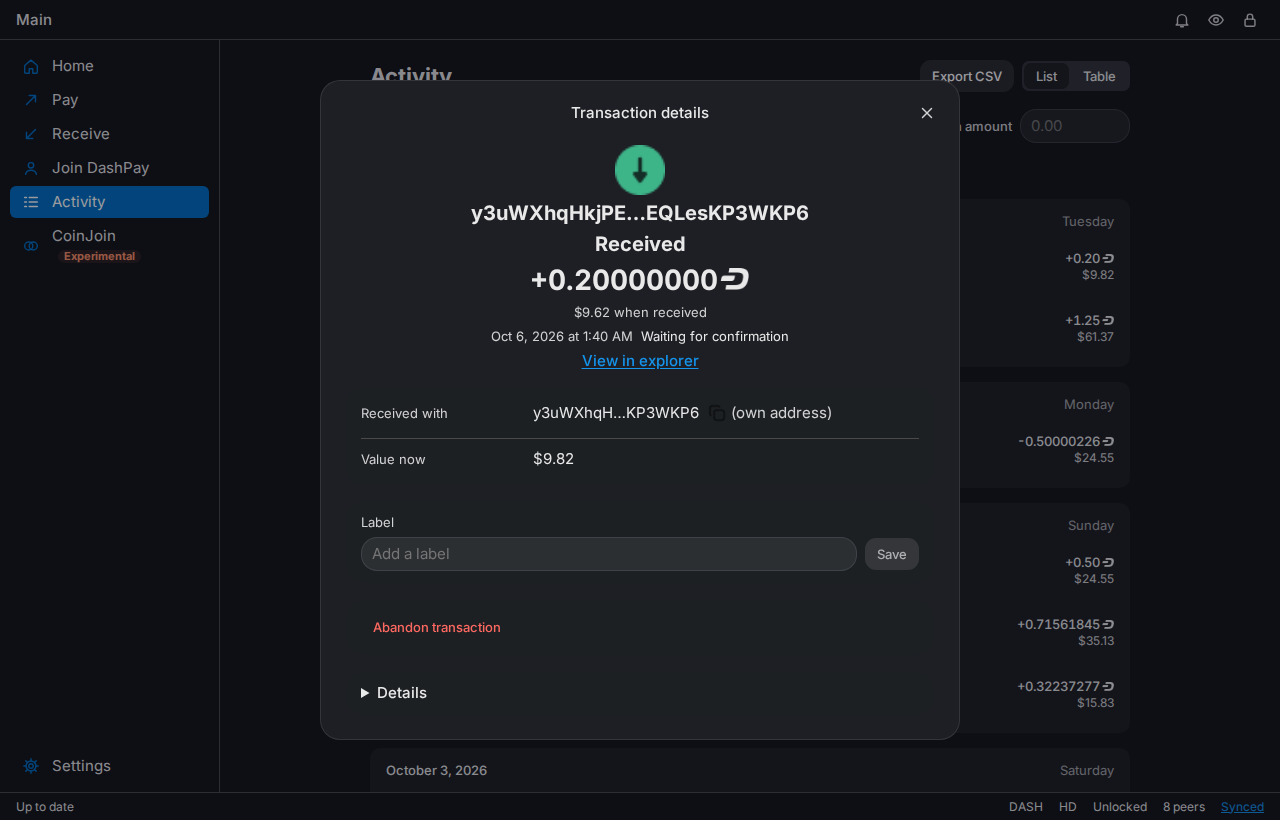 Main
Home
Pay
Receive
Join DashPay
Activity
CoinJoin
Experimental
Settings
Activity
Export CSV
List
Table
amount
0.00
Transaction details
y3uWXhqHkjPE...EQLesKP3WKP6
Received
+0.20000000
$9.62 when received
Oct 6, 2026 at 1:40 AM Waiting for confirmation
View in explorer
Received with
y3uWXhqH...KP3WKP6 (own address)
Value now
$9.82
Label
Add a label
Save
Abandon transaction
Details
Tuesday
+0.20
$9.82
+1.25
$61.37
Monday
-0.50000226
$24.55
Sunday
+0.50
$24.55
+0.71561845
$35.13
+0.32237277
$15.83
October 3, 2026
Saturday
Up to date
DASH
HD
Unlocked
8 peers
Synced